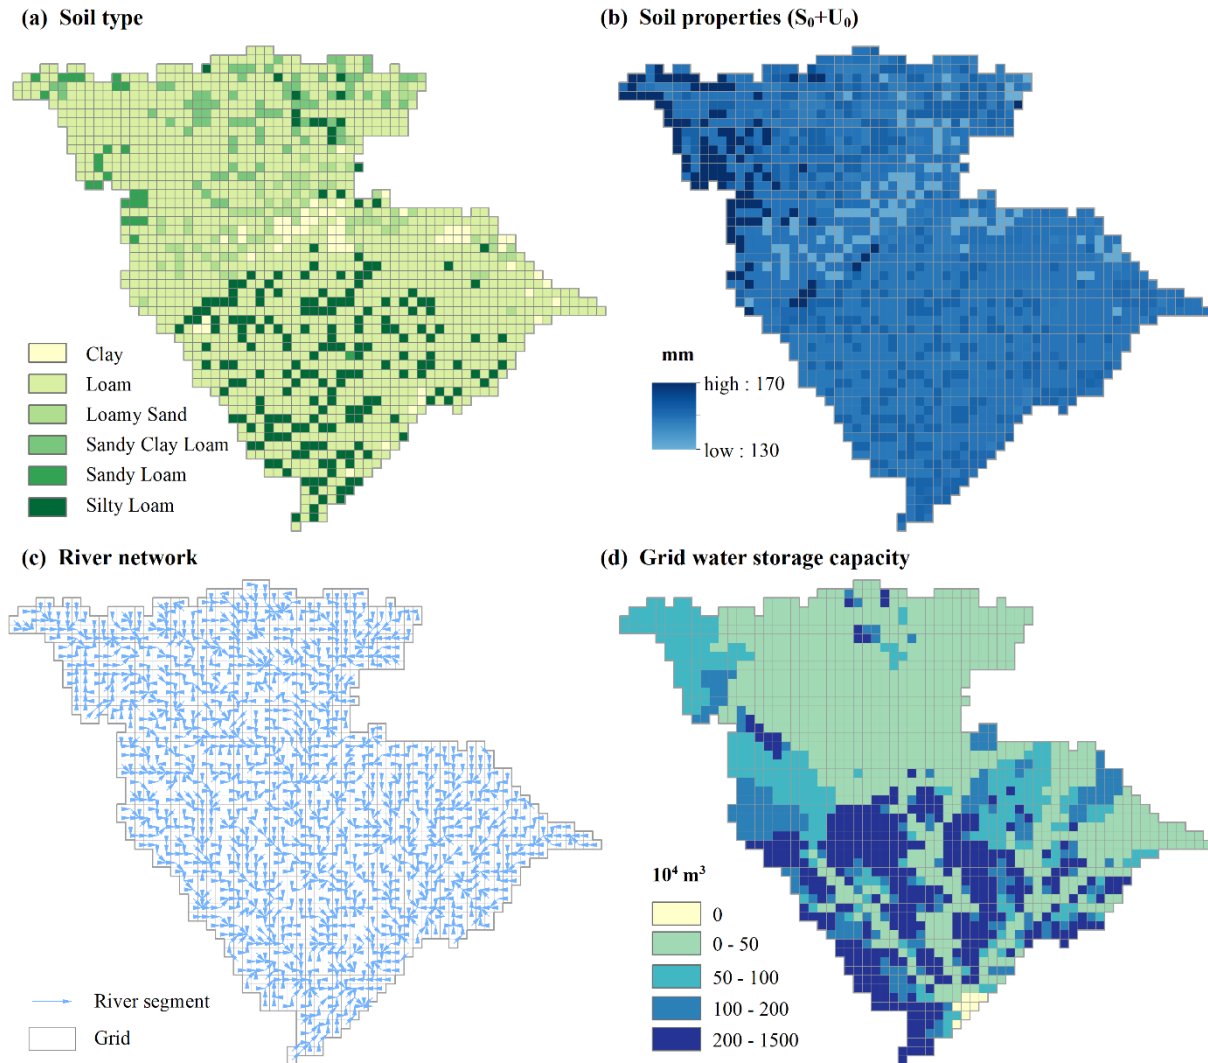 (a) Soil type
Clay
Loam
Loamy Sand
Sandy Clay Loam
Sandy Loam
Silty Loam
(b) Soil properties (S₀+U₀)
mm
high : 170
low : 130
(c) River network
River segment
Grid
(d) Grid water storage capacity
10⁴ m³
0
0 - 50
50 - 100
100 - 200
200 - 1500